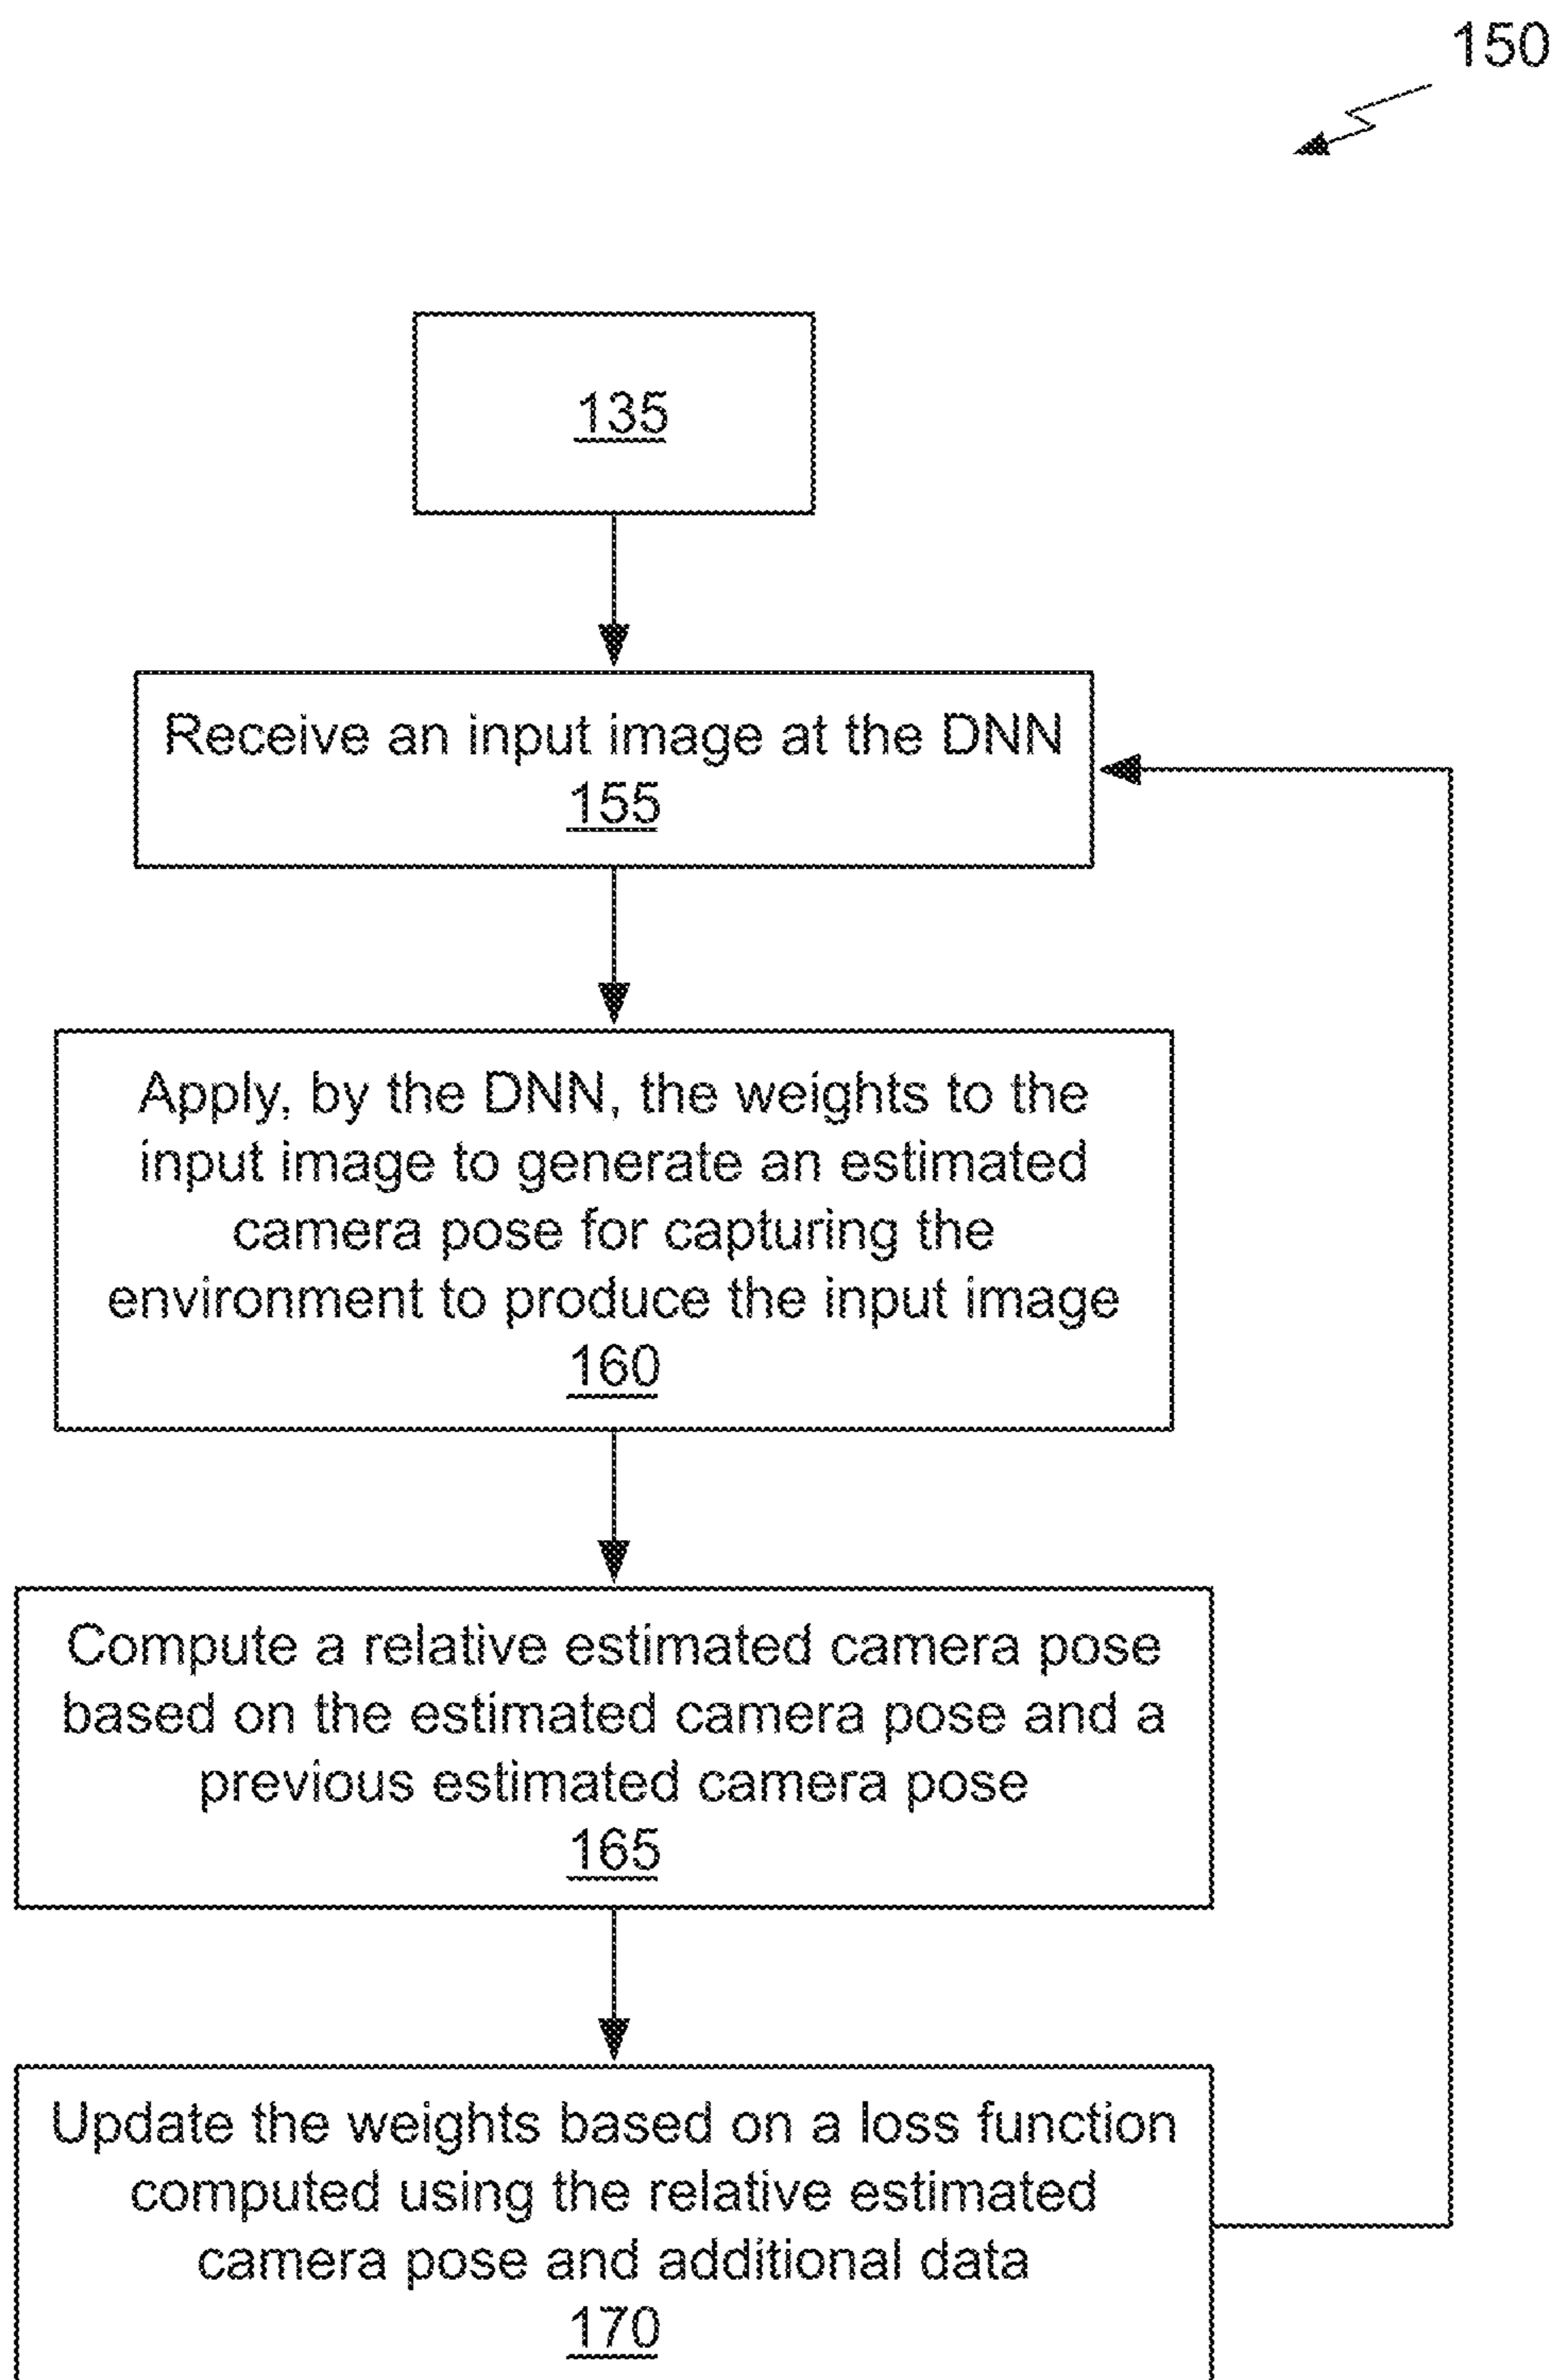 150
135
Receive an input image at the DNN
155
Apply, by the DNN, the weights to the
input image to generate an estimated
camera pose for capturing the
environment to produce the input image
160
Compute a relative estimated camera pose
based on the estimated camera pose and a
previous estimated camera pose
165
Update the weights based on a loss function
computed using the relative estimated
camera pose and additional data
170